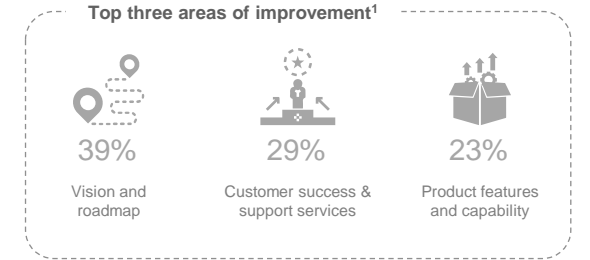 Top three areas of improvement¹
39%
29%
23%
Vision and
roadmap
Customer success &
support services
Product features
and capability